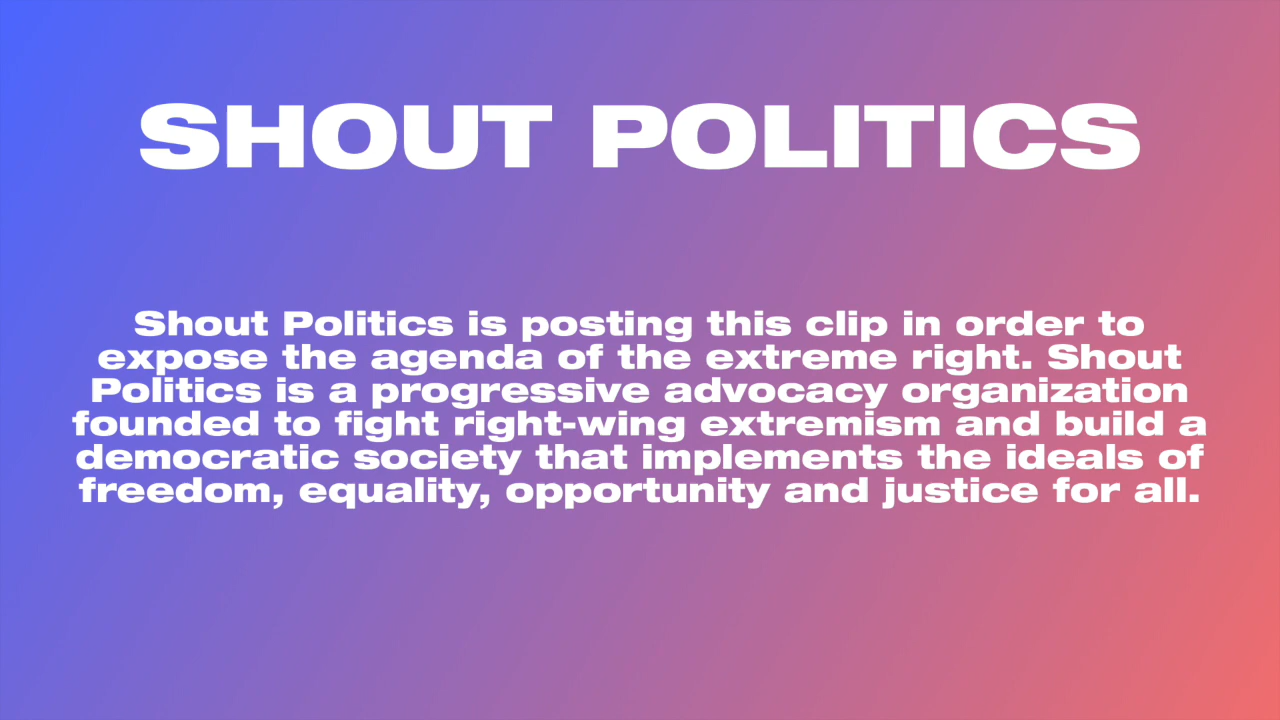 SHOUT POLITICS
Shout Politics is posting this clip in order to
expose the agenda of the extreme right. Shout
Politics is a progressive advocacy organization
founded to fight right-wing extremism and build a
democratic society that implements the ideals of
freedom, equality, opportunity and justice for all.